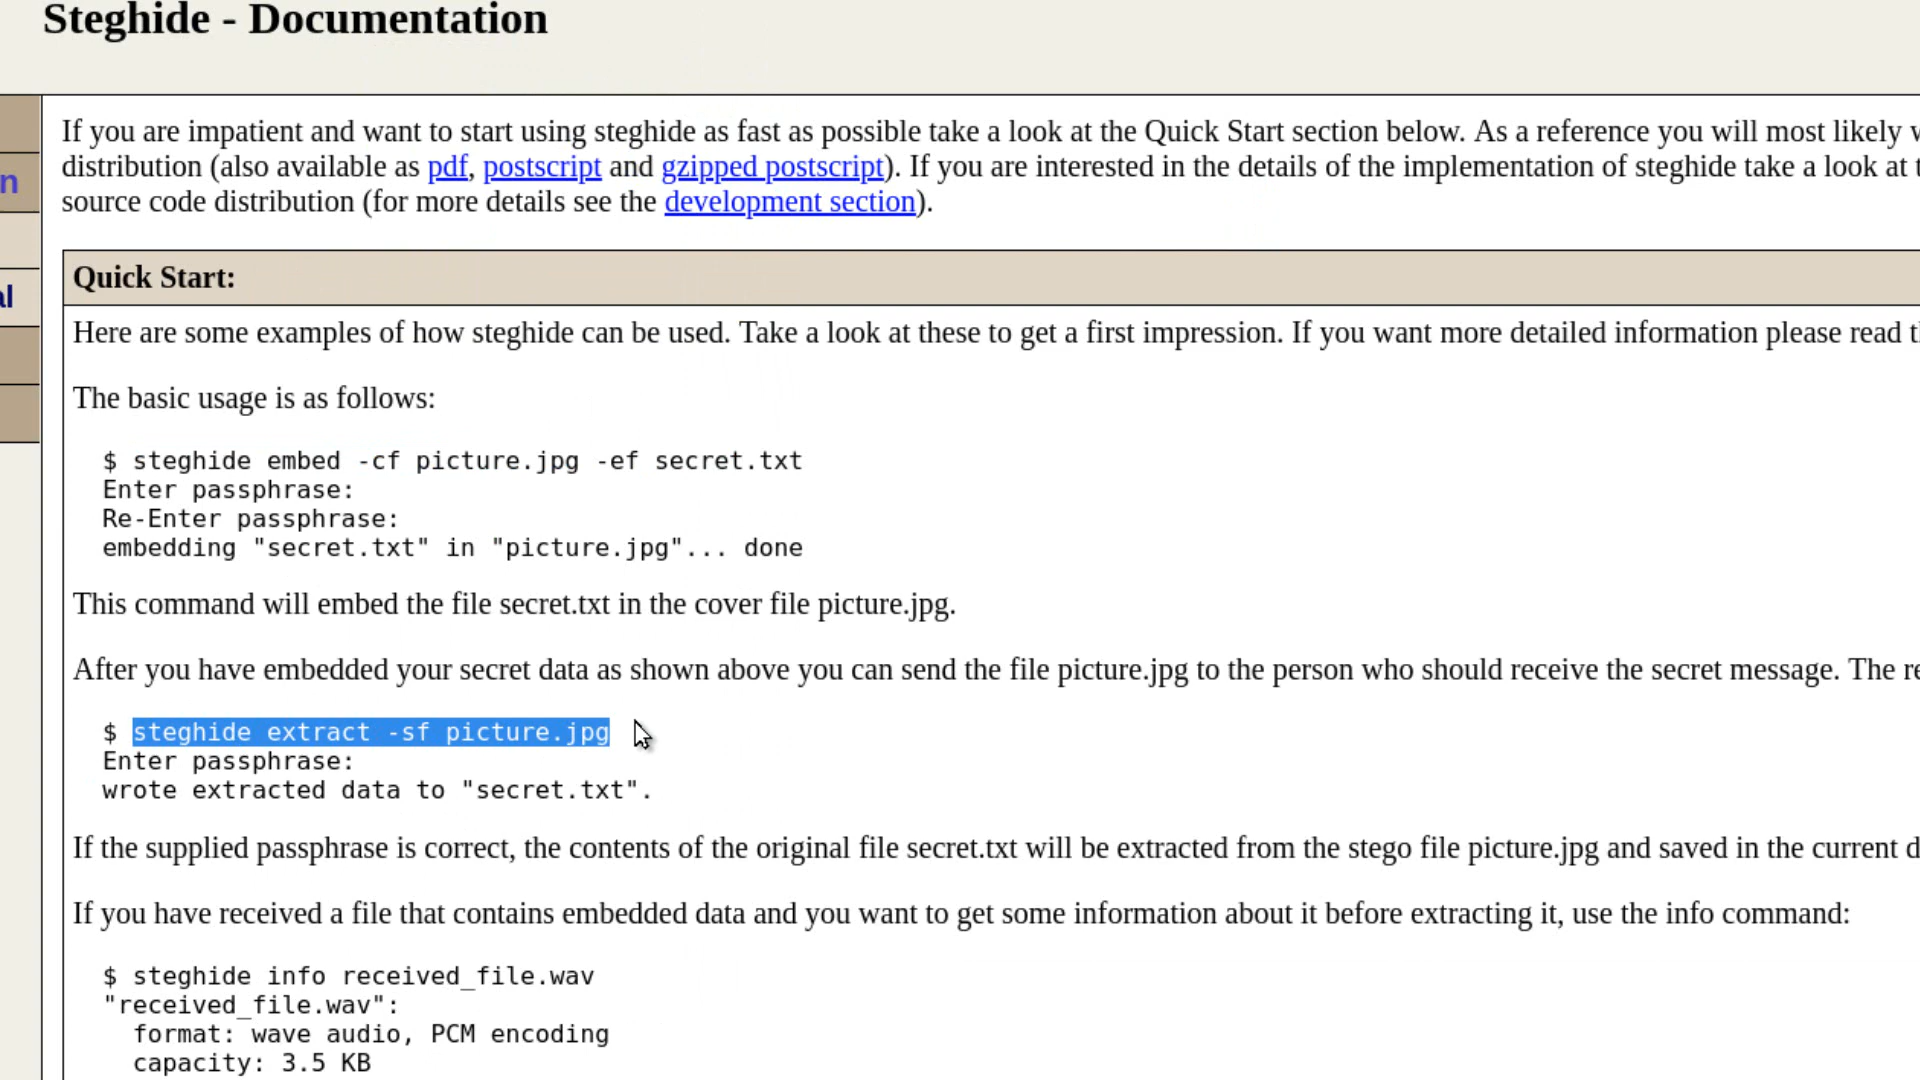 Steghide - Documentation
If you are impatient and want to start using steghide as fast as possible take a look at the Quick Start section below. As a reference you will most likely
distribution (also available as pdf, postscript and gzipped postscript). If you are interested in the details of the implementation of steghide take a look at
source code distribution (for more details see the development section).
Quick Start:
Here are some examples of how steghide can be used. Take a look at these to get a first impression. If you want more detailed information please read
The basic usage is as follows:
$ steghide embed -cf picture.jpg -ef secret.txt
Enter passphrase:
Re-Enter passphrase:
embedding "secret.txt" in "picture.jpg"... done
This command will embed the file secret.txt in the cover file picture.jpg.
After you have embedded your secret data as shown above you can send the file picture.jpg to the person who should receive the secret message. The
$ steghide extract -sf picture.jpg
Enter passphrase:
wrote extracted data to "secret.txt".
If the supplied passphrase is correct, the contents of the original file secret.txt will be extracted from the stego file picture.jpg and saved in the current
If you have received a file that contains embedded data and you want to get some information about it before extracting it, use the info command:
$ steghide info received_file.wav
"received_file.wav":
format: wave audio, PCM encoding
capacity: 3.5 KB